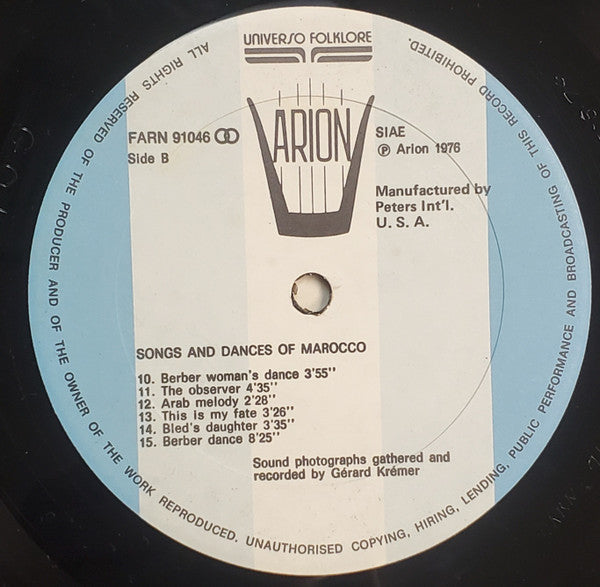 UNIVERSO FOLKLORE
ARION
FARN 91046
Side B
SIAE
℗ Arion 1976
Manufactured by
Peters Int'l.
U. S. A.
SONGS AND DANCES OF MAROCCO
10. Berber woman's dance 3'55''
11. The observer 4'35''
12. Arab melody 2'28''
13. This is my fate 3'26''
14. Bled's daughter 3'35''
15. Berber dance 8'25''
Sound photographs gathered and
recorded by Gérard Krémer
ALL RIGHTS RESERVED OF THE PRODUCER AND OF THE OWNER OF THE WORK REPRODUCED. UNAUTHORISED COPYING, HIRING, LENDING, PUBLIC PERFORMANCE AND BROADCASTING OF THIS RECORD PROHIBITED.